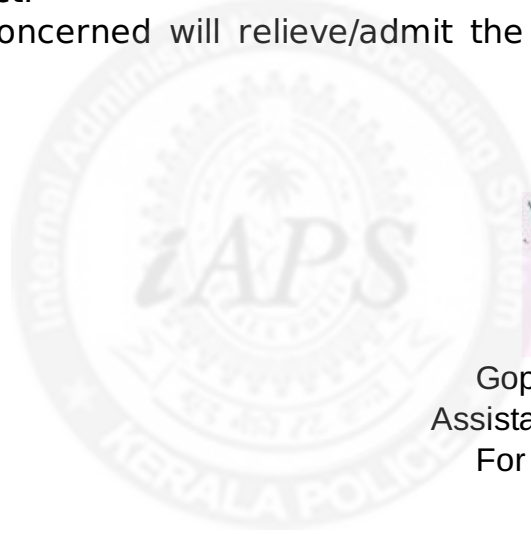 oncerned will relieve/admit the
Internal Administrative Processing System
iAPS
KERALA POLICE
Gop
Assista
For